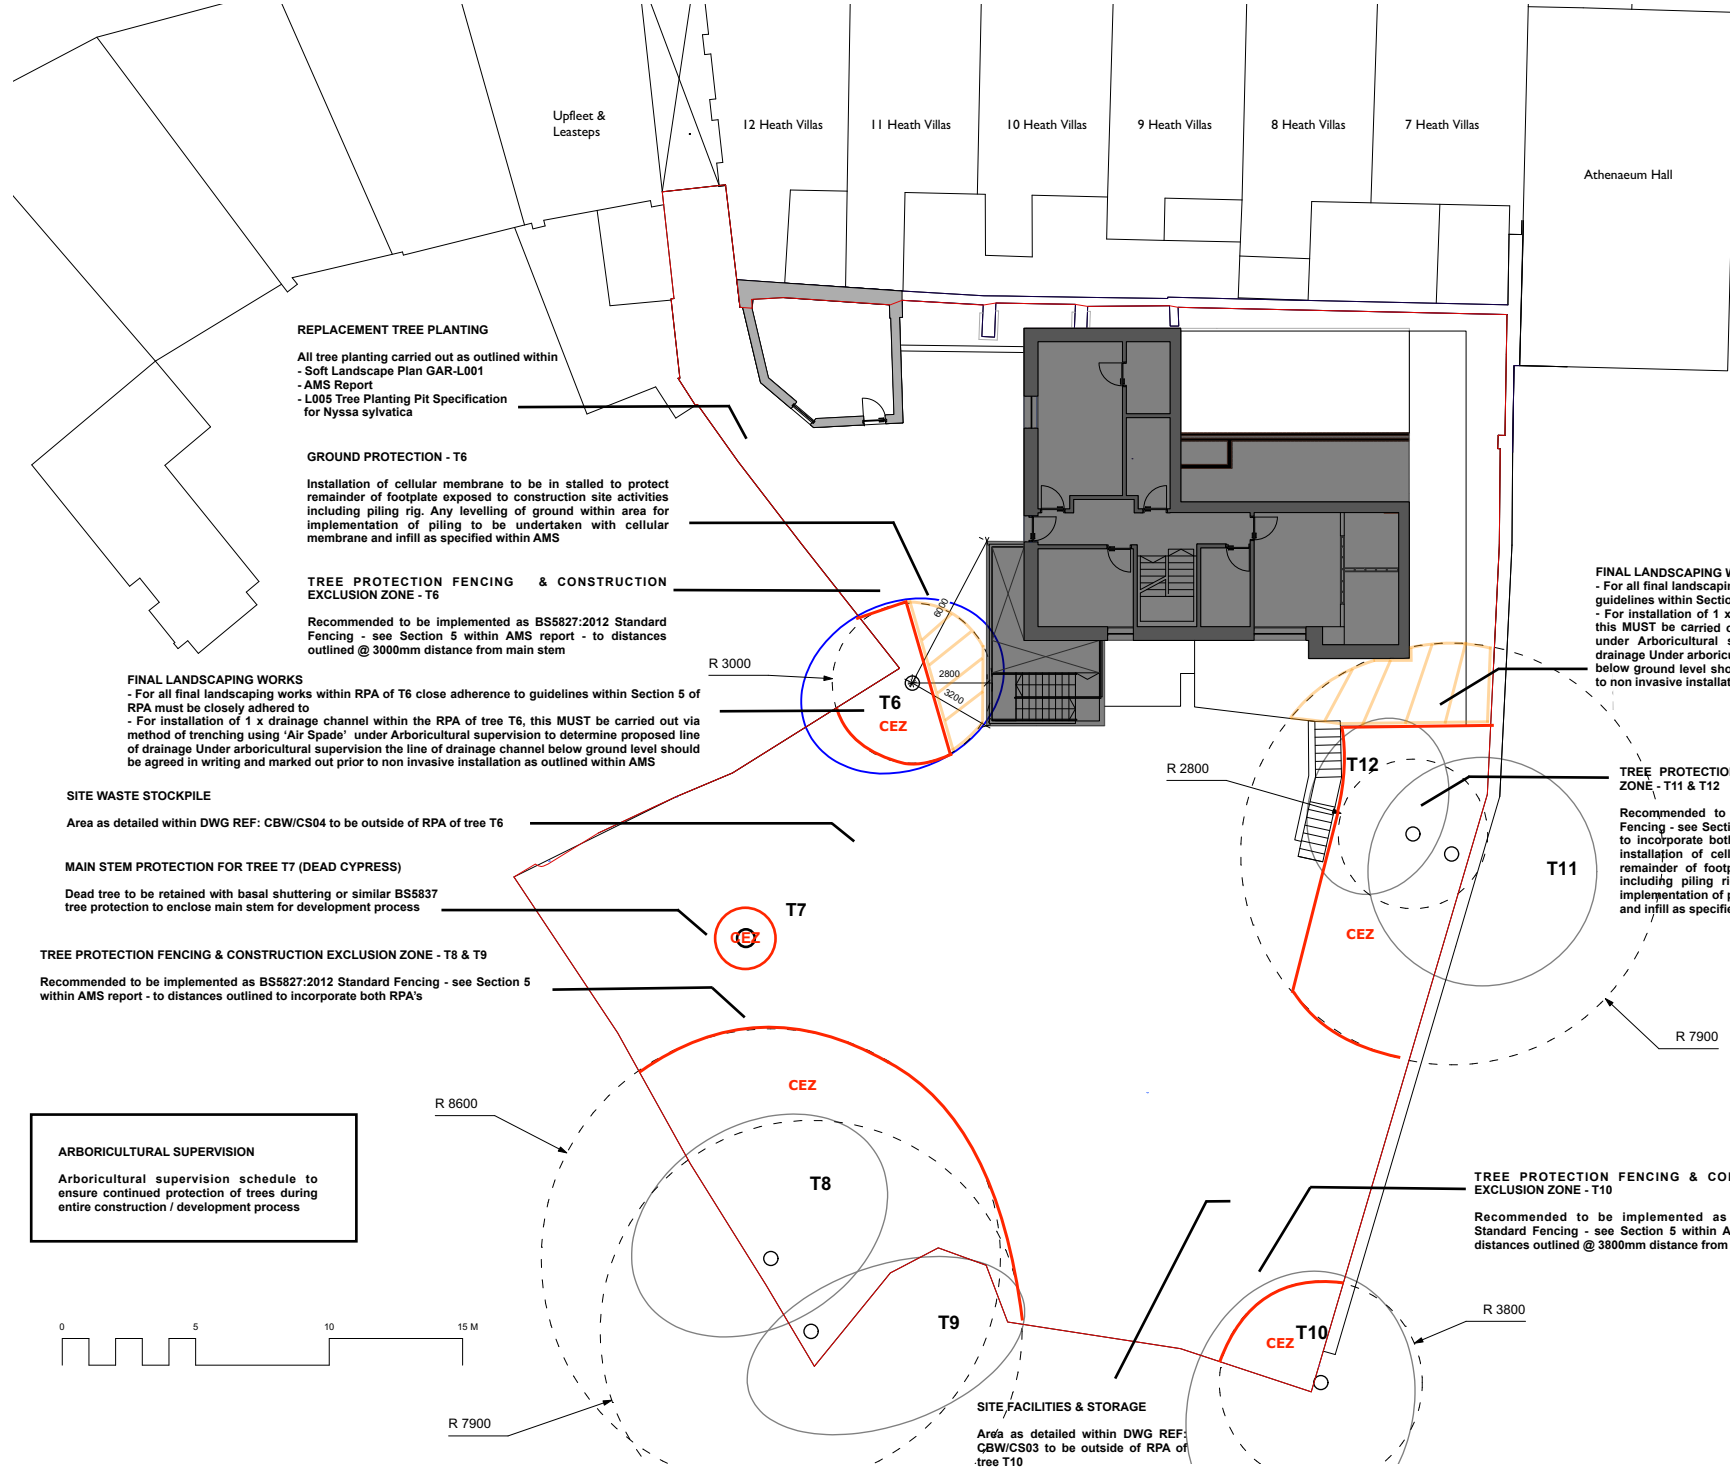 Upfleet &
Leasteps
12 Heath Villas
11 Heath Villas
10 Heath Villas
9 Heath Villas
8 Heath Villas
7 Heath Villas
Athenaeum Hall
REPLACEMENT TREE PLANTING
All tree planting carried out as outlined within
- Soft Landscape Plan GAR-L001
- AMS Report
- L005 Tree Planting Pit Specification
for Nyssa sylvatica
GROUND PROTECTION - T6
Installation of cellular membrane to be in stalled to protect
remainder of footplate exposed to construction site activities
including piling rig. Any levelling of ground within area for
implementation of piling to be undertaken with cellular
membrane and infill as specified within AMS
TREE PROTECTION FENCING & CONSTRUCTION
EXCLUSION ZONE - T6
Recommended to be implemented as BS5827:2012 Standard
Fencing - see Section 5 within AMS report - to distances
outlined @ 3000mm distance from main stem
R 3000
FINAL LANDSCAPING WORKS
- For all final landscaping works within RPA of T6 close adherence to guidelines within Section 5 of
RPA must be closely adhered to
- For installation of 1 x drainage channel within the RPA of tree T6, this MUST be carried out via
method of trenching using ‘Air Spade’ under Arboricultural supervision to determine proposed line
of drainage Under arboricultural supervision the line of drainage channel below ground level should
be agreed in writing and marked out prior to non invasive installation as outlined within AMS
6000
2800
3200
T6
CEZ
SITE WASTE STOCKPILE
Area as detailed within DWG REF: CBW/CS04 to be outside of RPA of tree T6
MAIN STEM PROTECTION FOR TREE T7 (DEAD CYPRESS)
Dead tree to be retained with basal shuttering or similar BS5837
tree protection to enclose main stem for development process
T7
CEZ
TREE PROTECTION FENCING & CONSTRUCTION EXCLUSION ZONE - T8 & T9
Recommended to be implemented as BS5827:2012 Standard Fencing - see Section 5
within AMS report - to distances outlined to incorporate both RPA's
FINAL LANDSCAPING W
- For all final landscapin
guidelines within Sectio
- For installation of 1 x
this MUST be carried o
under Arboricultural s
drainage Under arboricu
below ground level sho
to non invasive installat
R 2800
T12
TREE PROTECTION
ZONE - T11 & T12
Recommended to
Fencing - see Secti
to incorporate both
installation of cell
remainder of footp
including piling ri
implementation of p
and infill as specifie
T11
CEZ
R 7900
CEZ
R 8600
ARBORICULTURAL SUPERVISION
Arboricultural supervision schedule to
ensure continued protection of trees during
entire construction / development process
T8
T9
TREE PROTECTION FENCING & CO
EXCLUSION ZONE - T10
Recommended to be implemented as
Standard Fencing - see Section 5 within A
distances outlined @ 3800mm distance from
R 3800
T10
CEZ
0 5 10 15 M
R 7900
SITE FACILITIES & STORAGE
Area as detailed within DWG REF:
CBW/CS03 to be outside of RPA of
tree T10